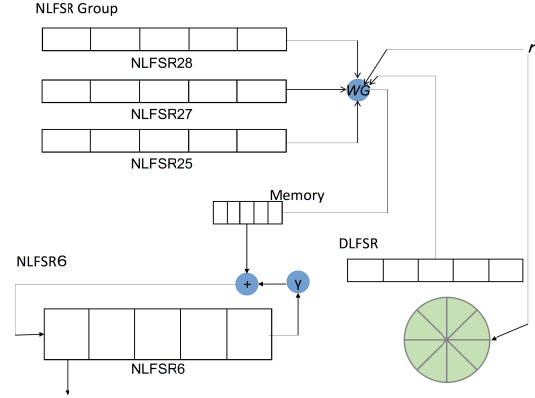 NLFSR Group
r
NLFSR28
WG
NLFSR27
NLFSR25
Memory
DLFSR
NLFSR6
+
γ
NLFSR6